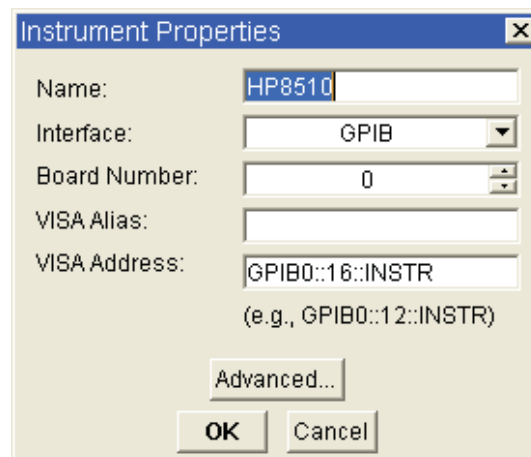 Instrument Properties
Name: HP8510
Interface: GPIB
Board Number: 0
VISA Alias:
VISA Address: GPIB0::16::INSTR
(e.g., GPIB0::12::INSTR)
Advanced...
OK Cancel